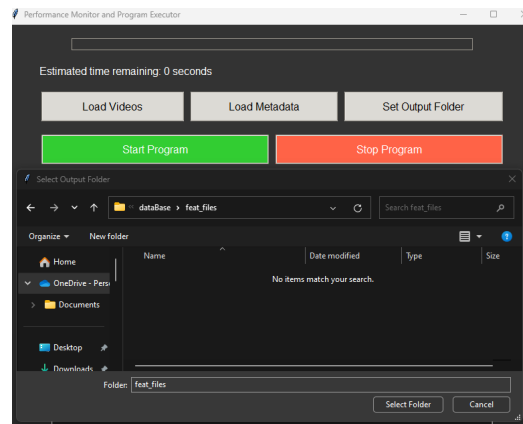 Performance Monitor and Program Executor
Estimated time remaining: 0 seconds
Load Videos Load Metadata Set Output Folder
Start Program Stop Program
Select Output Folder
dataBase › feat_files Search feat_files
Organize New folder
Name Date modified Type Size
Home No items match your search.
OneDrive - Pers
Documents
Desktop
Downloads
Folder: feat_files
Select Folder Cancel